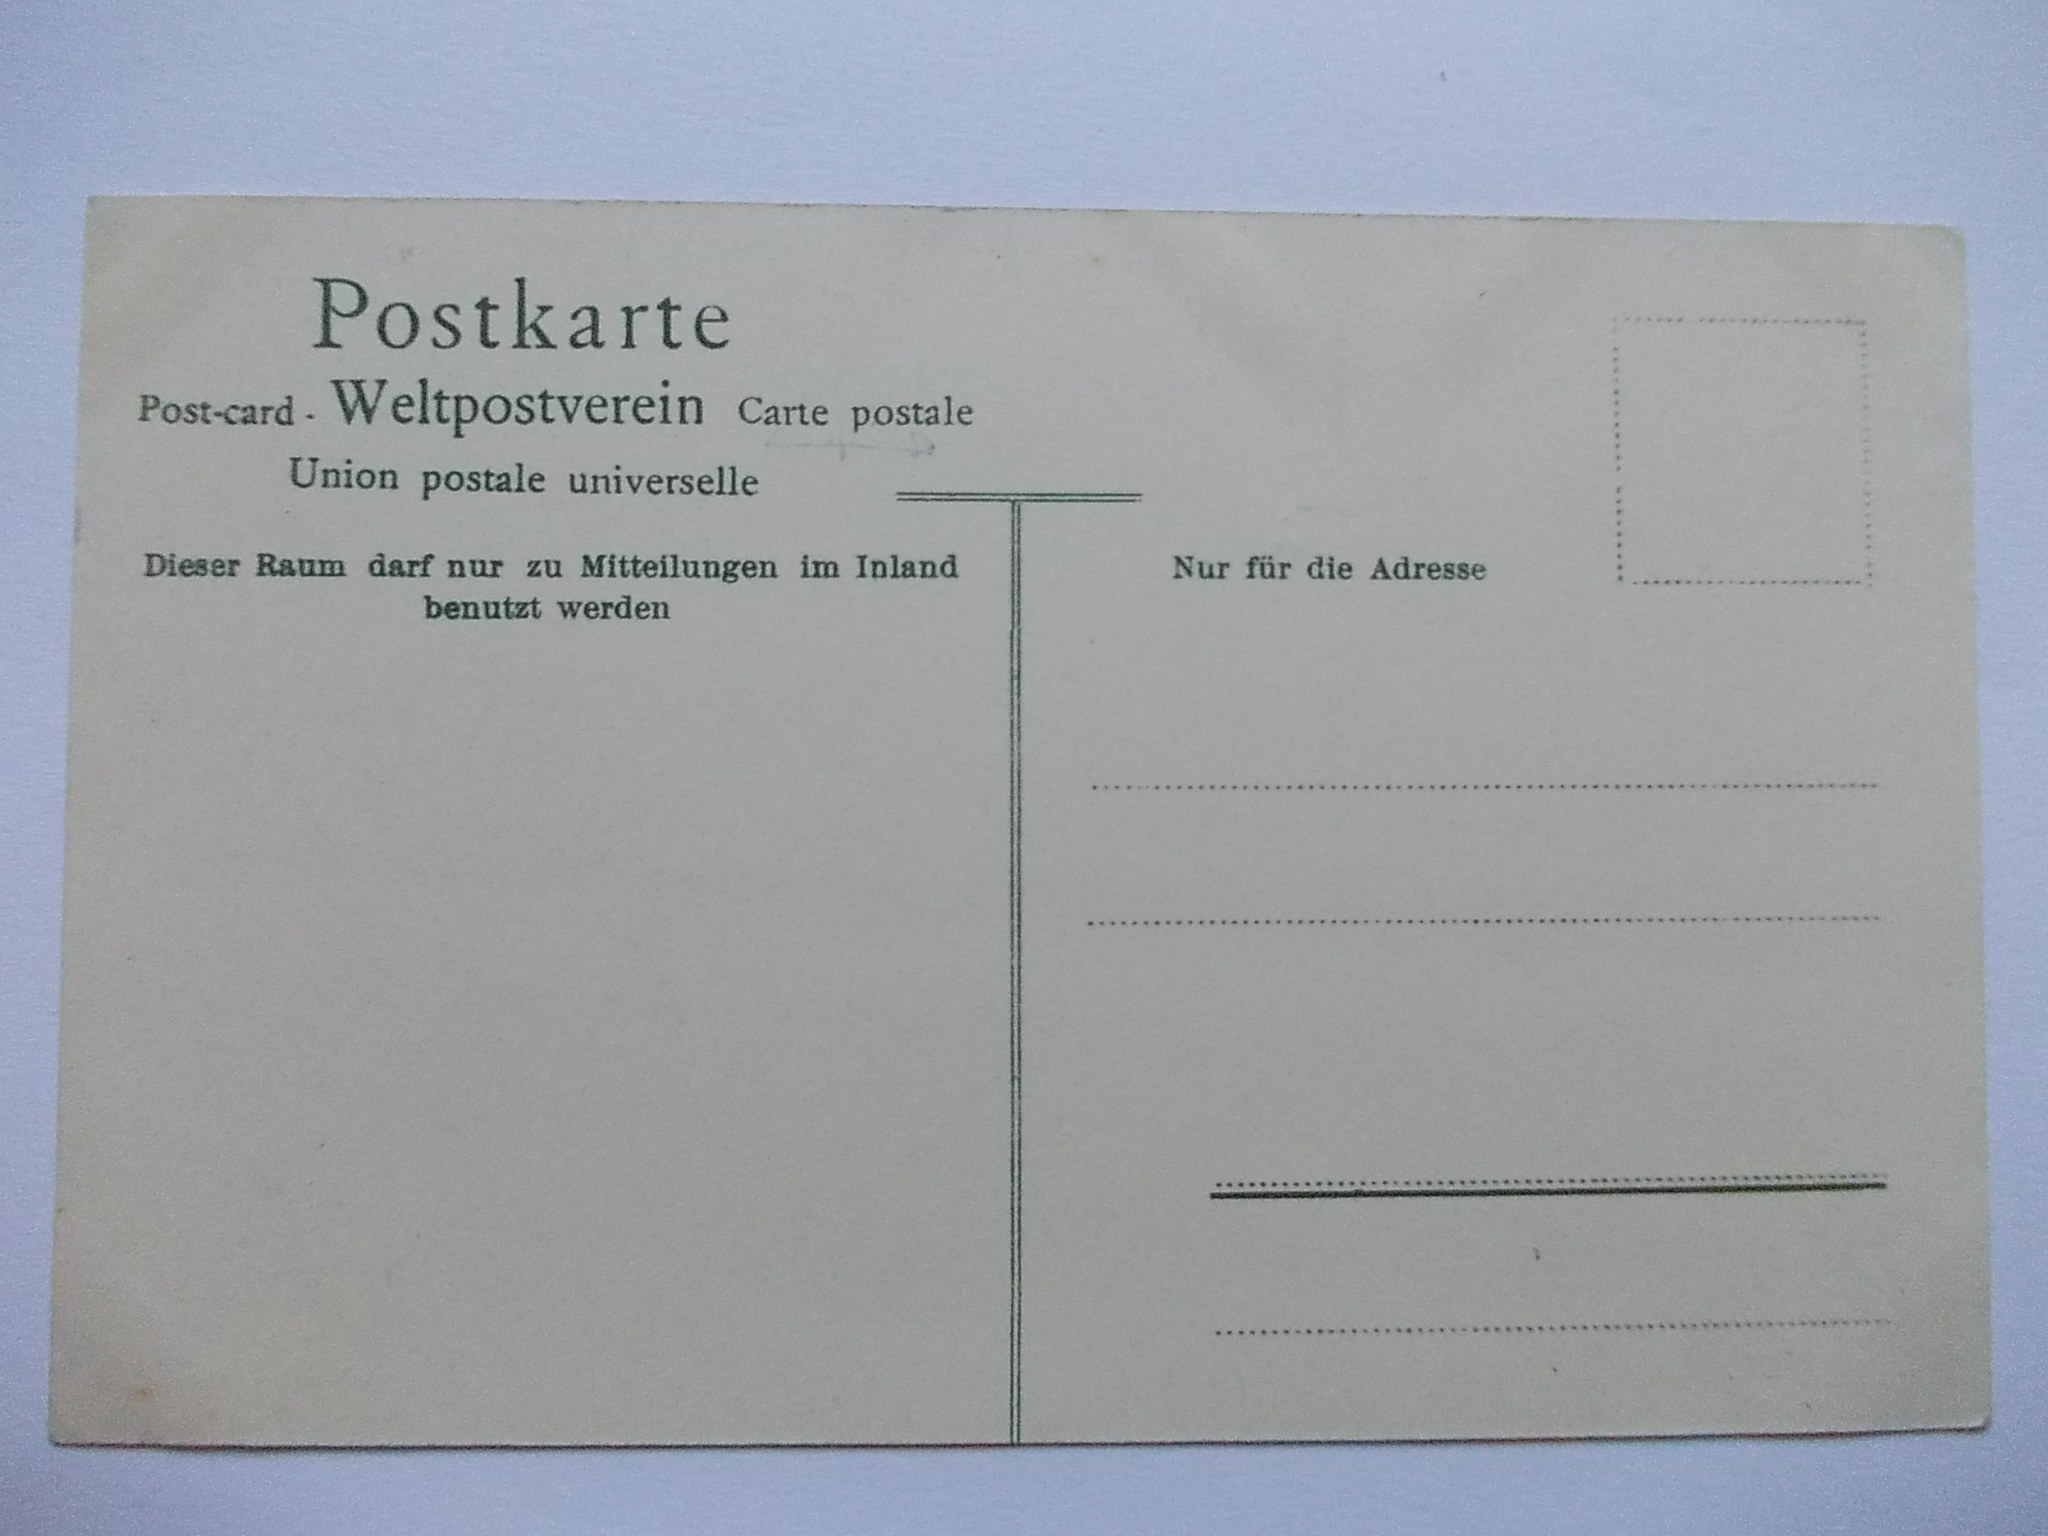 Postkarte
Post-card - Weltpostverein Carte postale
Union postale universelle
Dieser Raum darf nur zu Mitteilungen im Inland
benutzt werden
Nur für die Adresse